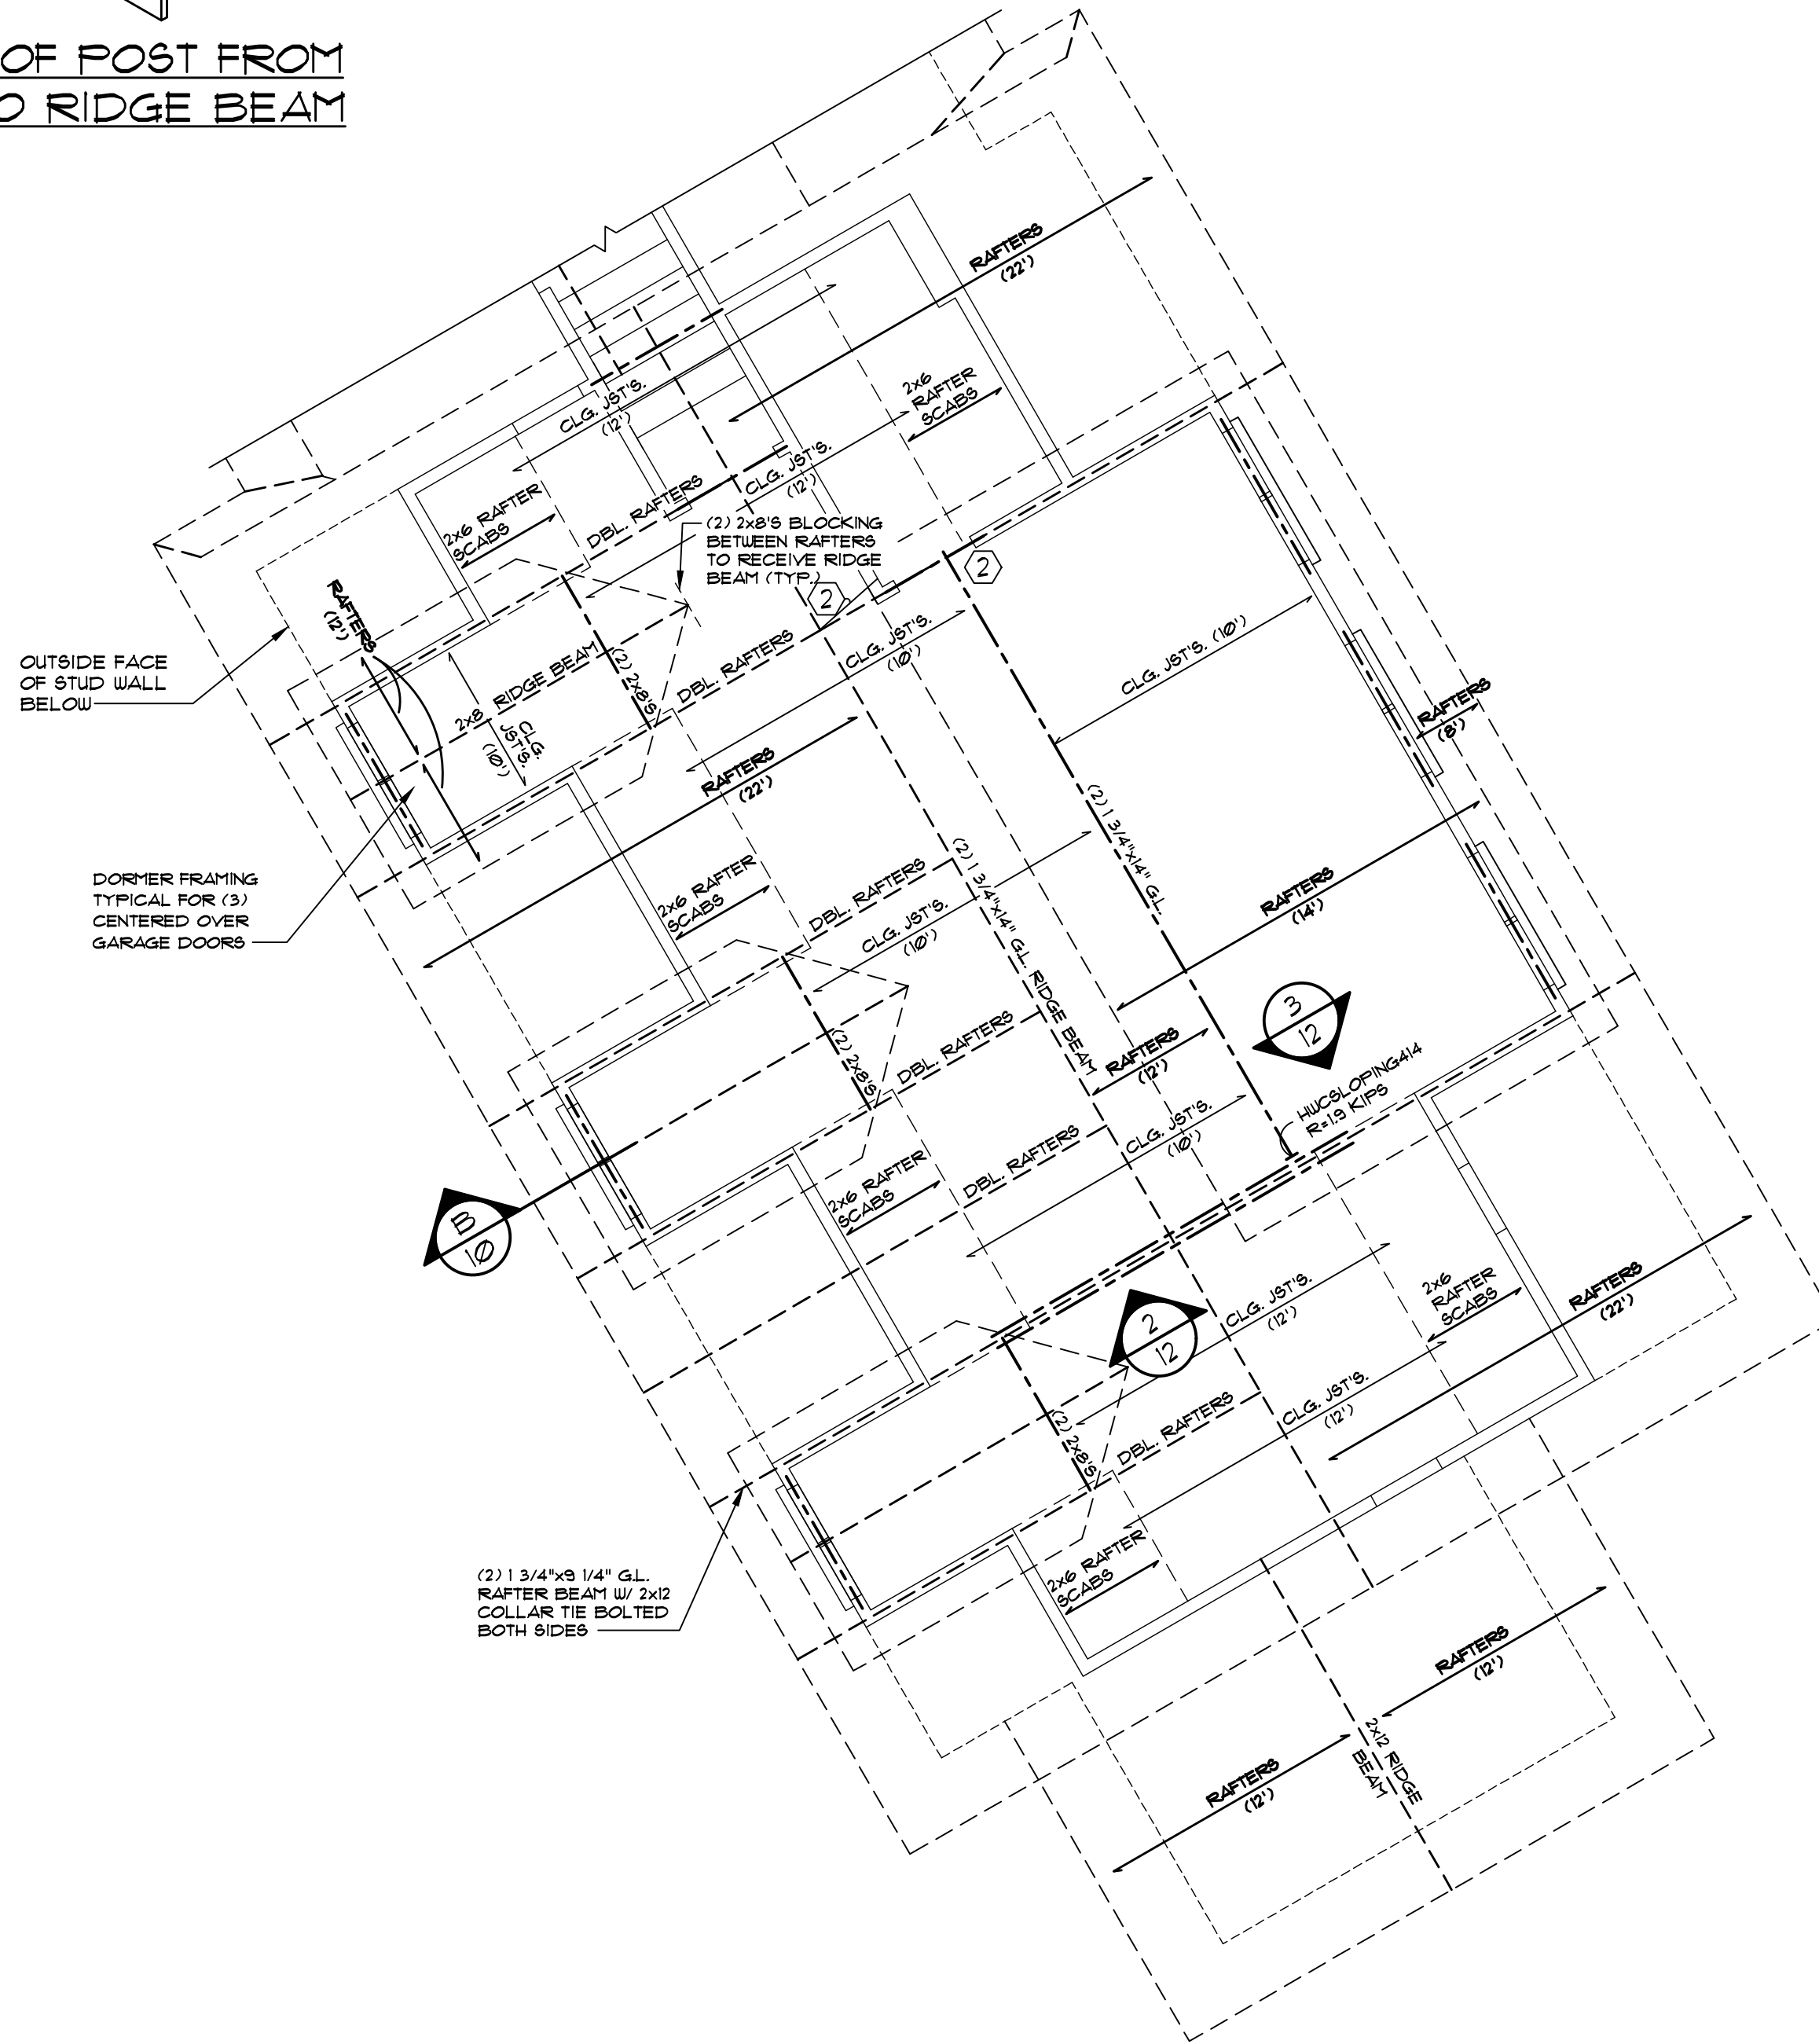 OF POST FROM
O RIDGE BEAM
RAFTERS
(22')
CLG. JST'S.
(12')
2x6
RAFTER
SCABS
CLG. JST'S.
(12')
2x6 RAFTER
SCABS
DBL. RAFTERS
(2) 2x8'S BLOCKING
BETWEEN RAFTERS
TO RECEIVE RIDGE
BEAM (TYP.)
2
2
RAFTERS
(12')
OUTSIDE FACE
OF STUD WALL
BELOW
2x8 RIDGE BEAM
(2) 2x8'S
DBL. RAFTERS
CLG. JST'S.
(10')
CLG. JST'S. (10')
RAFTERS
(8')
CLG.
JST'S.
(10')
RAFTERS
(22')
DORMER FRAMING
TYPICAL FOR (3)
CENTERED OVER
GARAGE DOORS
2x6 RAFTER
SCABS
DBL. RAFTERS
CLG. JST'S.
(10')
(2) 1 3/4"x14" G.L. RIDGE BEAM
(2) 1 3/4"x14" G.L.
RAFTERS
(14')
3
12
(2) 2x8'S
DBL. RAFTERS
RAFTERS
(12')
HWCSLOPING414
R=1.9 KIPS
CLG. JST'S.
(10')
DBL. RAFTERS
2x6 RAFTER
SCABS
B
10
2
12
CLG. JST'S.
(12')
2x6
RAFTER
SCABS
RAFTERS
(22')
(2) 2x8'S
DBL. RAFTERS
CLG. JST'S.
(12')
2x6 RAFTER
SCABS
(2) 1 3/4"x9 1/4" G.L.
RAFTER BEAM W/ 2x12
COLLAR TIE BOLTED
BOTH SIDES
RAFTERS
(12')
2x12 RIDGE
BEAM
RAFTERS
(12')